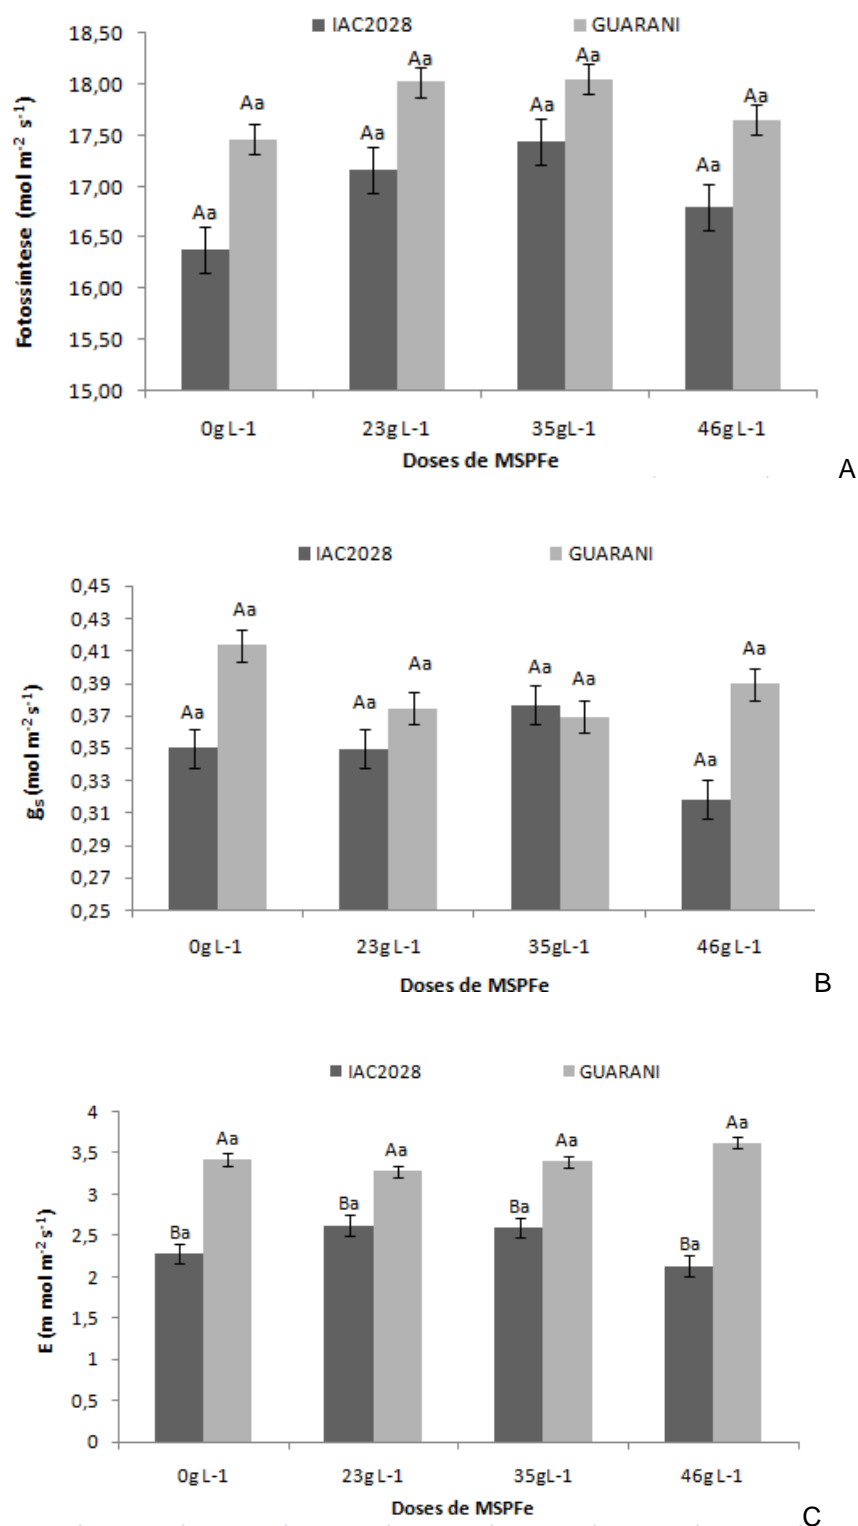 IAC2028 GUARANI
18,50
18,00
17,50
17,00
16,50
16,00
15,50
15,00
Fotossíntese (mol m-2 s-1)
Aa Aa Aa Aa Aa Aa Aa Aa
0g L-1 23g L-1 35gL-1 46g L-1
Doses de MSPFe
A
IAC2028 GUARANI
0,45
0,43
0,41
0,39
0,37
0,35
0,33
0,31
0,29
0,27
0,25
gs (mol m-2 s-1)
Aa Aa Aa Aa Aa Aa Aa Aa
0g L-1 23g L-1 35gL-1 46g L-1
Doses de MSPFe
B
IAC2028 GUARANI
4
3,5
3
2,5
2
1,5
1
0,5
0
E (m mol m-2 s-1)
Ba Aa Ba Aa Ba Aa Ba Aa
0g L-1 23g L-1 35gL-1 46g L-1
Doses de MSPFe
C